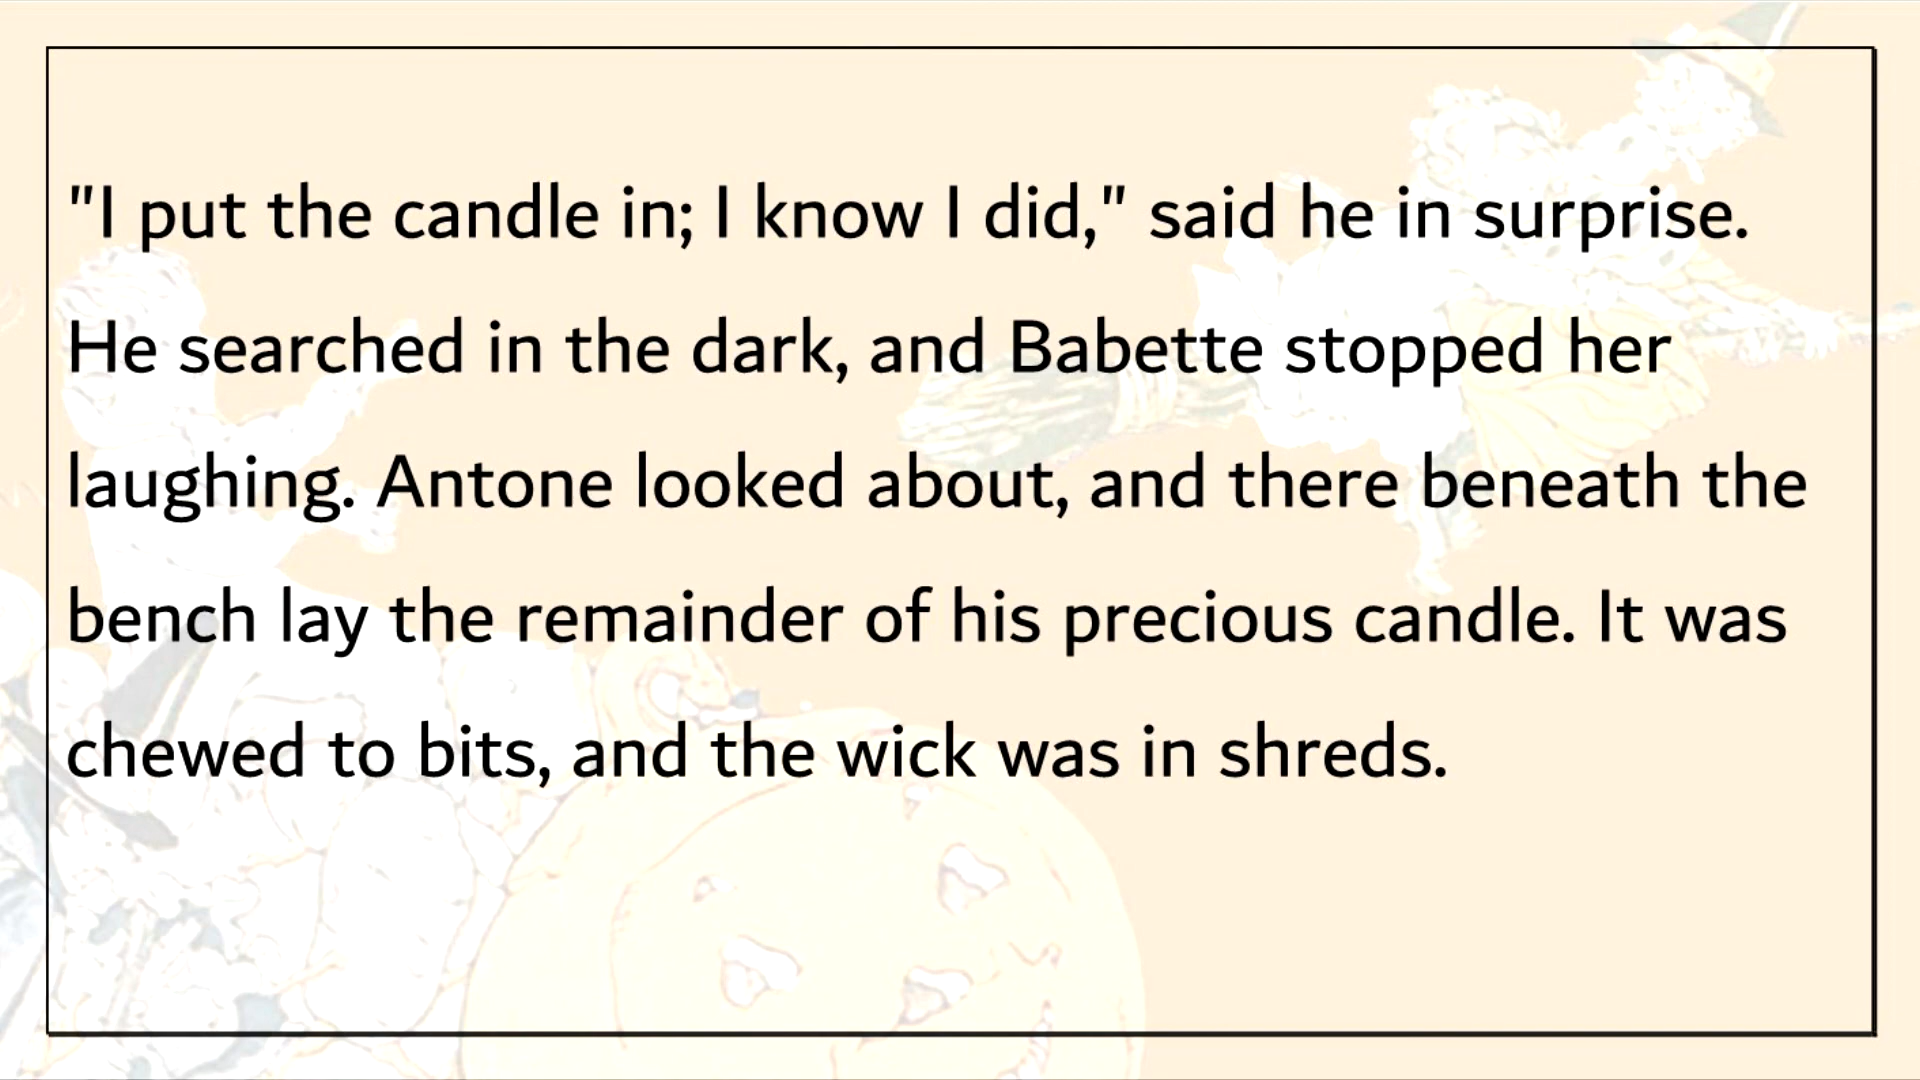 "I put the candle in; I know I did," said he in surprise.
He searched in the dark, and Babette stopped her
laughing. Antone looked about, and there beneath the
bench lay the remainder of his precious candle. It was
chewed to bits, and the wick was in shreds.